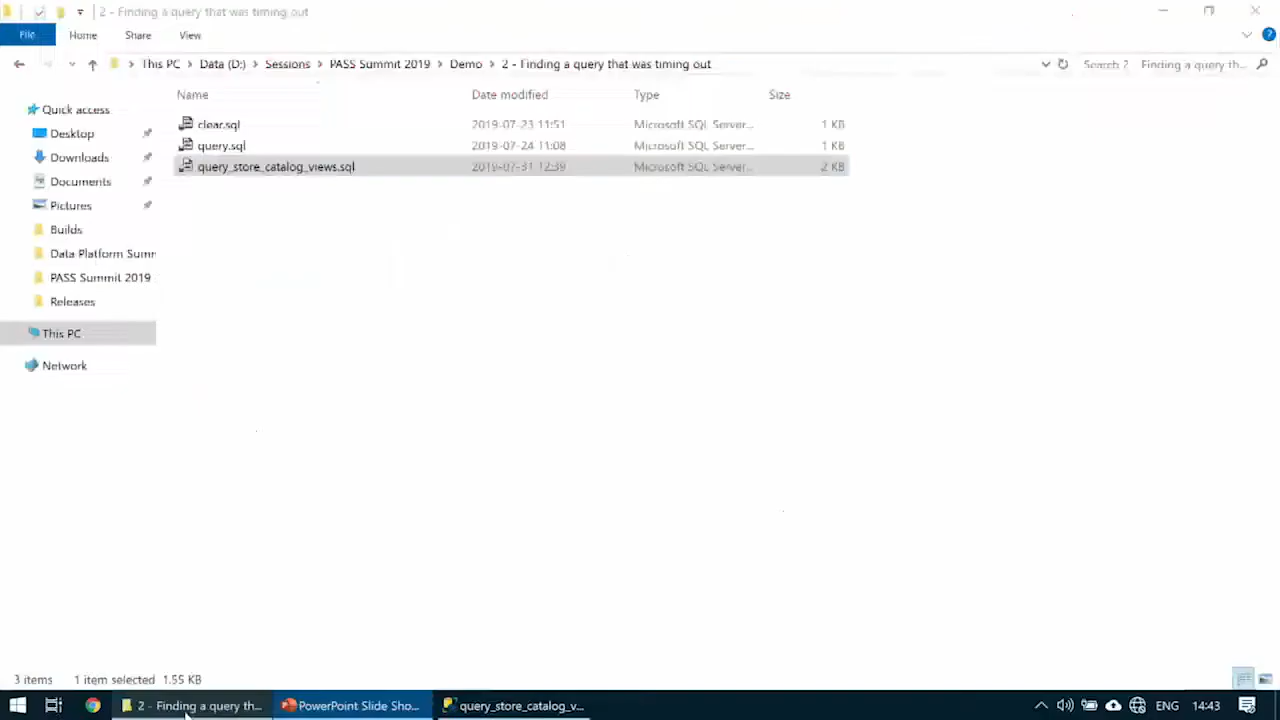 2 - Finding a query that was timing out
File Home Share View
This PC Data (D:) Sessions PASS Summit 2019 Demo 2 - Finding a query that was timing out Search 2 Finding a query th...
Name Date modified Type Size
Quick access
Desktop
Downloads
Documents
Pictures
Builds
Data Platform Summ
PASS Summit 2019
Releases
This PC
Network
clear.sql 2019-07-23 11:51 Microsoft SQL Server... 1 KB
query.sql 2019-07-24 11:08 Microsoft SQL Server... 1 KB
query_store_catalog_views.sql 2019-07-31 12:39 Microsoft SQL Server... 2 KB
3 items 1 item selected 1.55 KB
2 - Finding a query th... PowerPoint Slide Sho... query_store_catalog_v... ENG 14:43